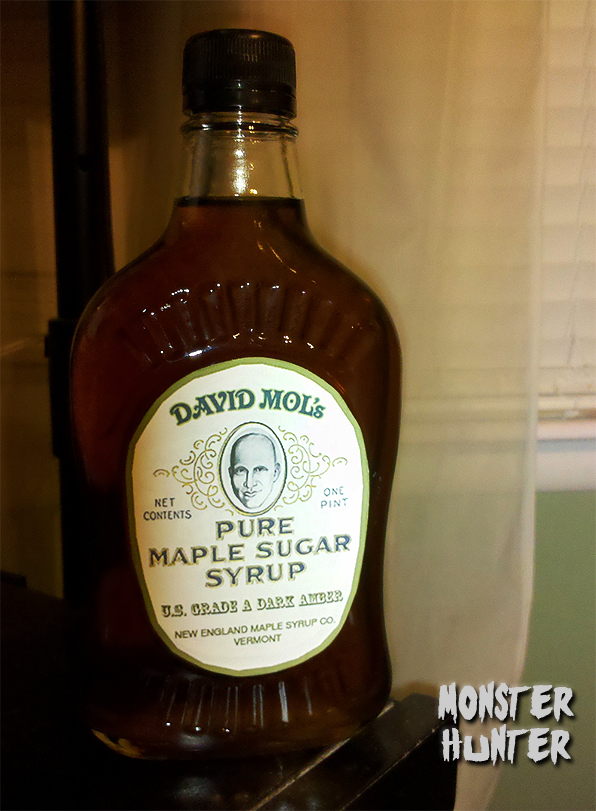 DAVID MOL's
NET
CONTENTS
ONE
PINT
PURE
MAPLE SUGAR
SYRUP
U.S. GRADE A DARK AMBER
NEW ENGLAND MAPLE SYRUP CO.
VERMONT
MONSTER
HUNTER